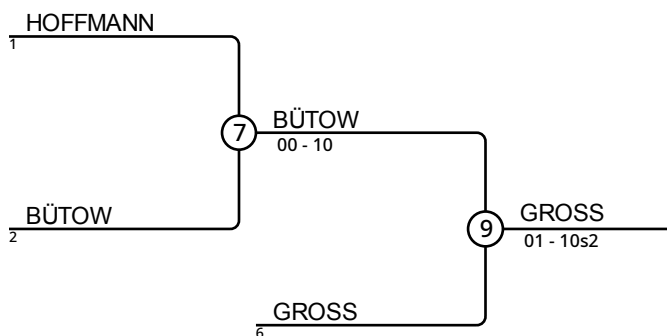 HOFFMANN
1
7
BÜTOW
00 - 10
BÜTOW
2
9
GROSS
01 - 10s2
GROSS
6